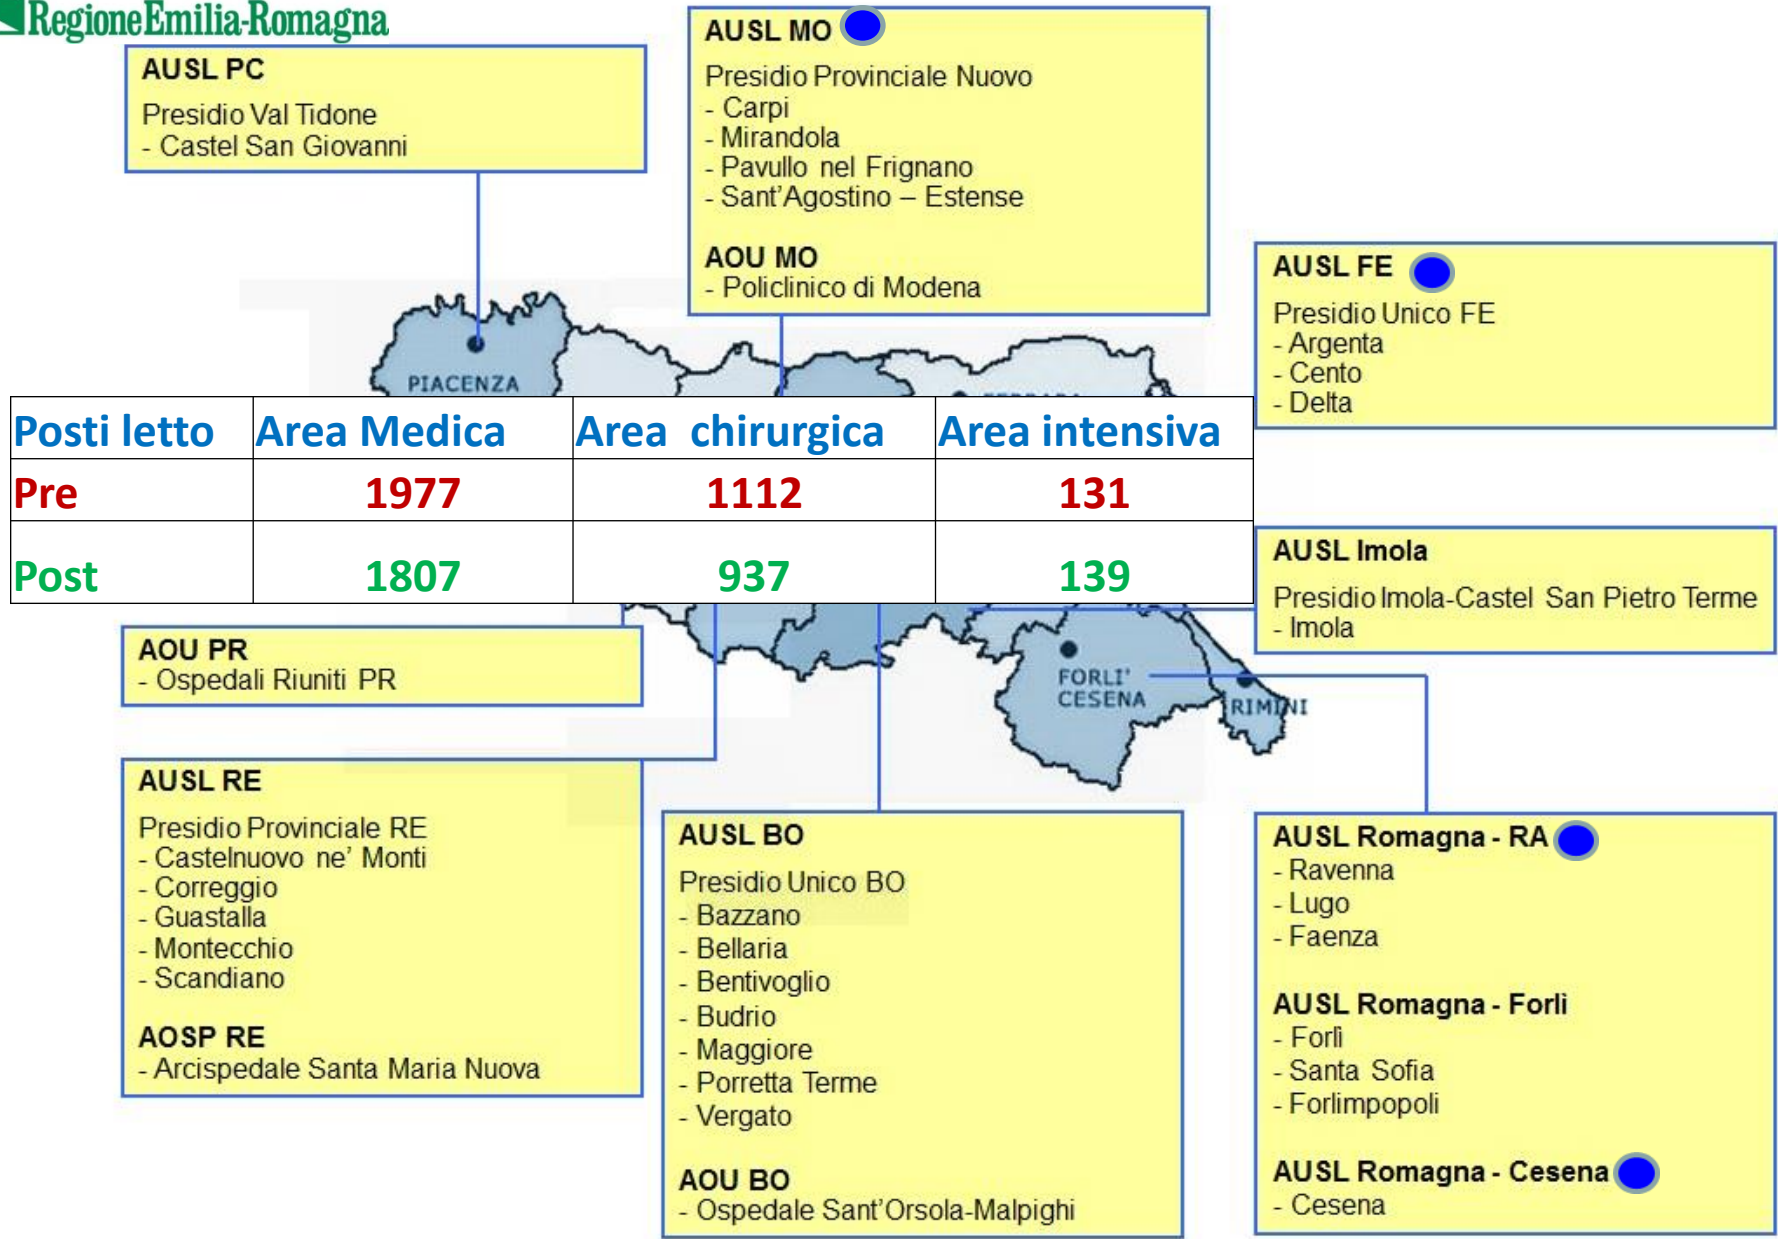 RegioneEmilia-Romagna
AUSL PC
Presidio Val Tidone
- Castel San Giovanni
AUSL MO
Presidio Provinciale Nuovo
- Carpi
- Mirandola
- Pavullo nel Frignano
- Sant'Agostino – Estense
AOU MO
- Policlinico di Modena
AUSL FE
Presidio Unico FE
- Argenta
- Cento
- Delta
PIACENZA
Posti letto Area Medica Area chirurgica Area intensiva
Pre 1977 1112 131
Post 1807 937 139
AUSL Imola
Presidio Imola-Castel San Pietro Terme
- Imola
AOU PR
- Ospedali Riuniti PR
FORLI'
CESENA
RIMINI
AUSL RE
Presidio Provinciale RE
- Castelnuovo ne' Monti
- Correggio
- Guastalla
- Montecchio
- Scandiano
AOSP RE
- Arcispedale Santa Maria Nuova
AUSL BO
Presidio Unico BO
- Bazzano
- Bellaria
- Bentivoglio
- Budrio
- Maggiore
- Porretta Terme
- Vergato
AOU BO
- Ospedale Sant'Orsola-Malpighi
AUSL Romagna - RA
- Ravenna
- Lugo
- Faenza
AUSL Romagna - Forlì
- Forlì
- Santa Sofia
- Forlimpopoli
AUSL Romagna - Cesena
- Cesena